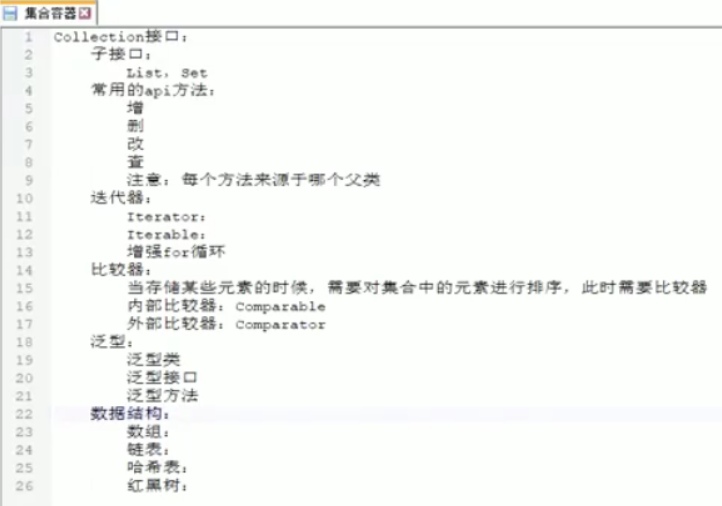 集合容器
1 Collection接口：
2 子接口：
3 List，Set
4 常用的api方法：
5 增
6 删
7 改
8 查
9 注意：每个方法来源于哪个父类
10 迭代器：
11 Iterator：
12 Iterable：
13 增强for循环
14 比较器：
15 当存储某些元素的时候，需要对集合中的元素进行排序，此时需要比较器
16 内部比较器：Comparable
17 外部比较器：Comparator
18 泛型：
19 泛型类
20 泛型接口
21 泛型方法
22 数据结构：
23 数组：
24 链表：
25 哈希表：
26 红黑树：